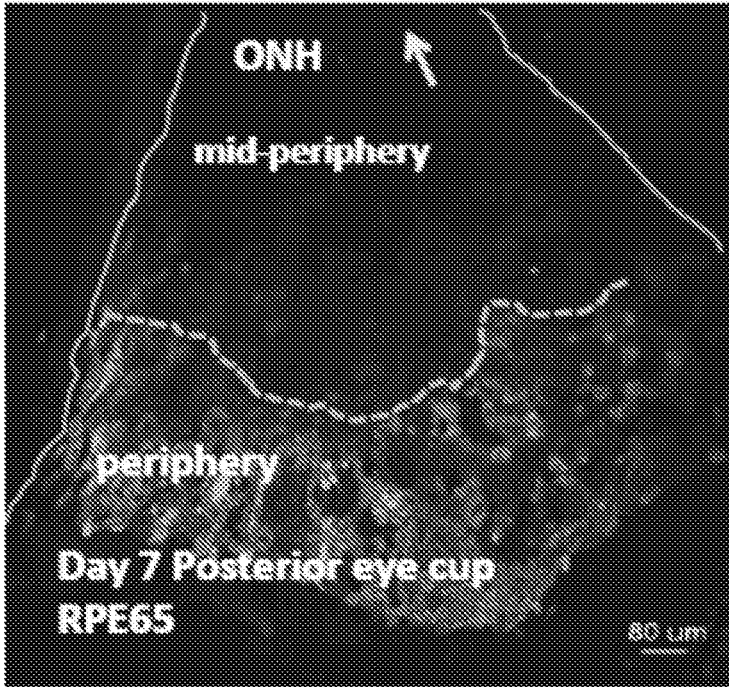 ONH
mid-periphery
periphery
Day 7 Posterior eye cup
RPE65
80 um